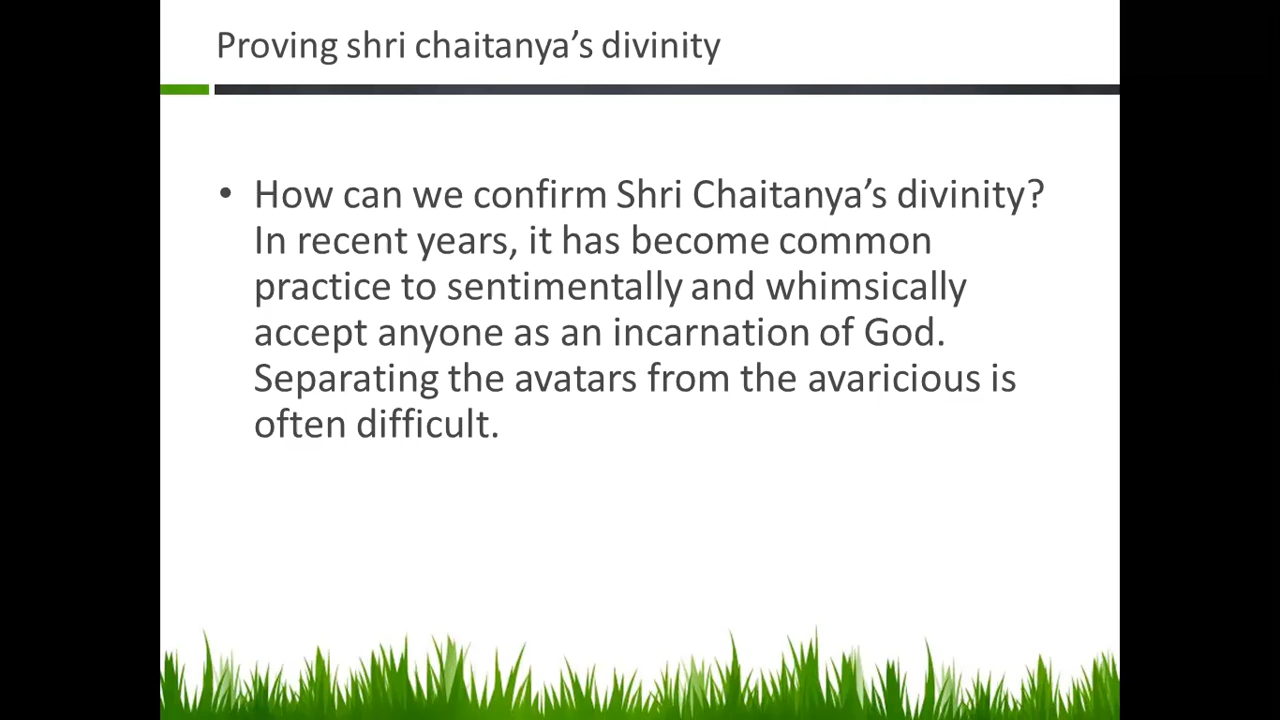 Proving shri chaitanya’s divinity
• How can we confirm Shri Chaitanya’s divinity?
In recent years, it has become common
practice to sentimentally and whimsically
accept anyone as an incarnation of God.
Separating the avatars from the avaricious is
often difficult.